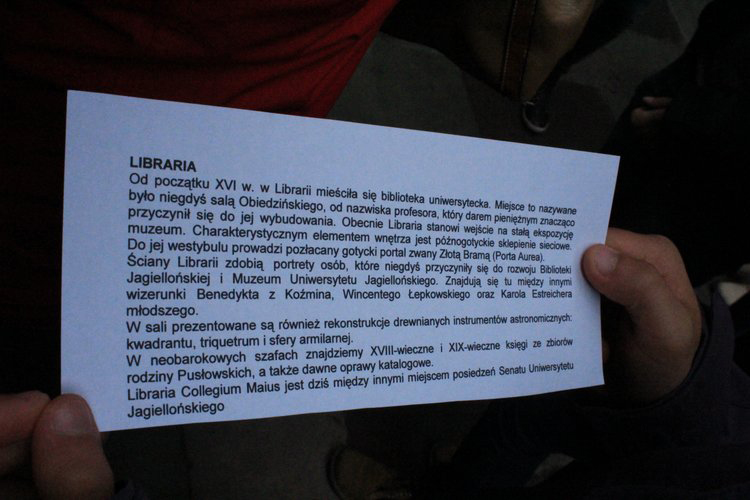 LIBRARIA
Od początku XVI w. w Librarii mieściła się biblioteka uniwersytecka. Miejsce to nazywane
było niegdyś salą Obiedzińskiego, od nazwiska profesora, który darem pieniężnym znacząco
przyczynił się do jej wybudowania. Obecnie Libraria stanowi wejście na stałą ekspozycję
muzeum. Charakterystycznym elementem wnętrza jest późnogotyckie sklepienie sieciowe.
Do jej westybulu prowadzi pozłacany gotycki portal zwany Złotą Bramą (Porta Aurea).
Ściany Librarii zdobią portrety osób, które niegdyś przyczyniły się do rozwoju Biblioteki
Jagiellońskiej i Muzeum Uniwersytetu Jagiellońskiego. Znajdują się tu między innymi
wizerunki Benedykta z Koźmina, Wincentego Łepkowskiego oraz Karola Estreichera
młodszego.
W sali prezentowane są również rekonstrukcje drewnianych instrumentów astronomicznych:
kwadrantu, triquetrum i sfery armilarnej.
W neobarokowych szafach znajdziemy XVIII-wieczne i XIX-wieczne księgi ze zbiorów
rodziny Pusłowskich, a także dawne oprawy katalogowe.
Libraria Collegium Maius jest dziś między innymi miejscem posiedzeń Senatu Uniwersytetu
Jagiellońskiego